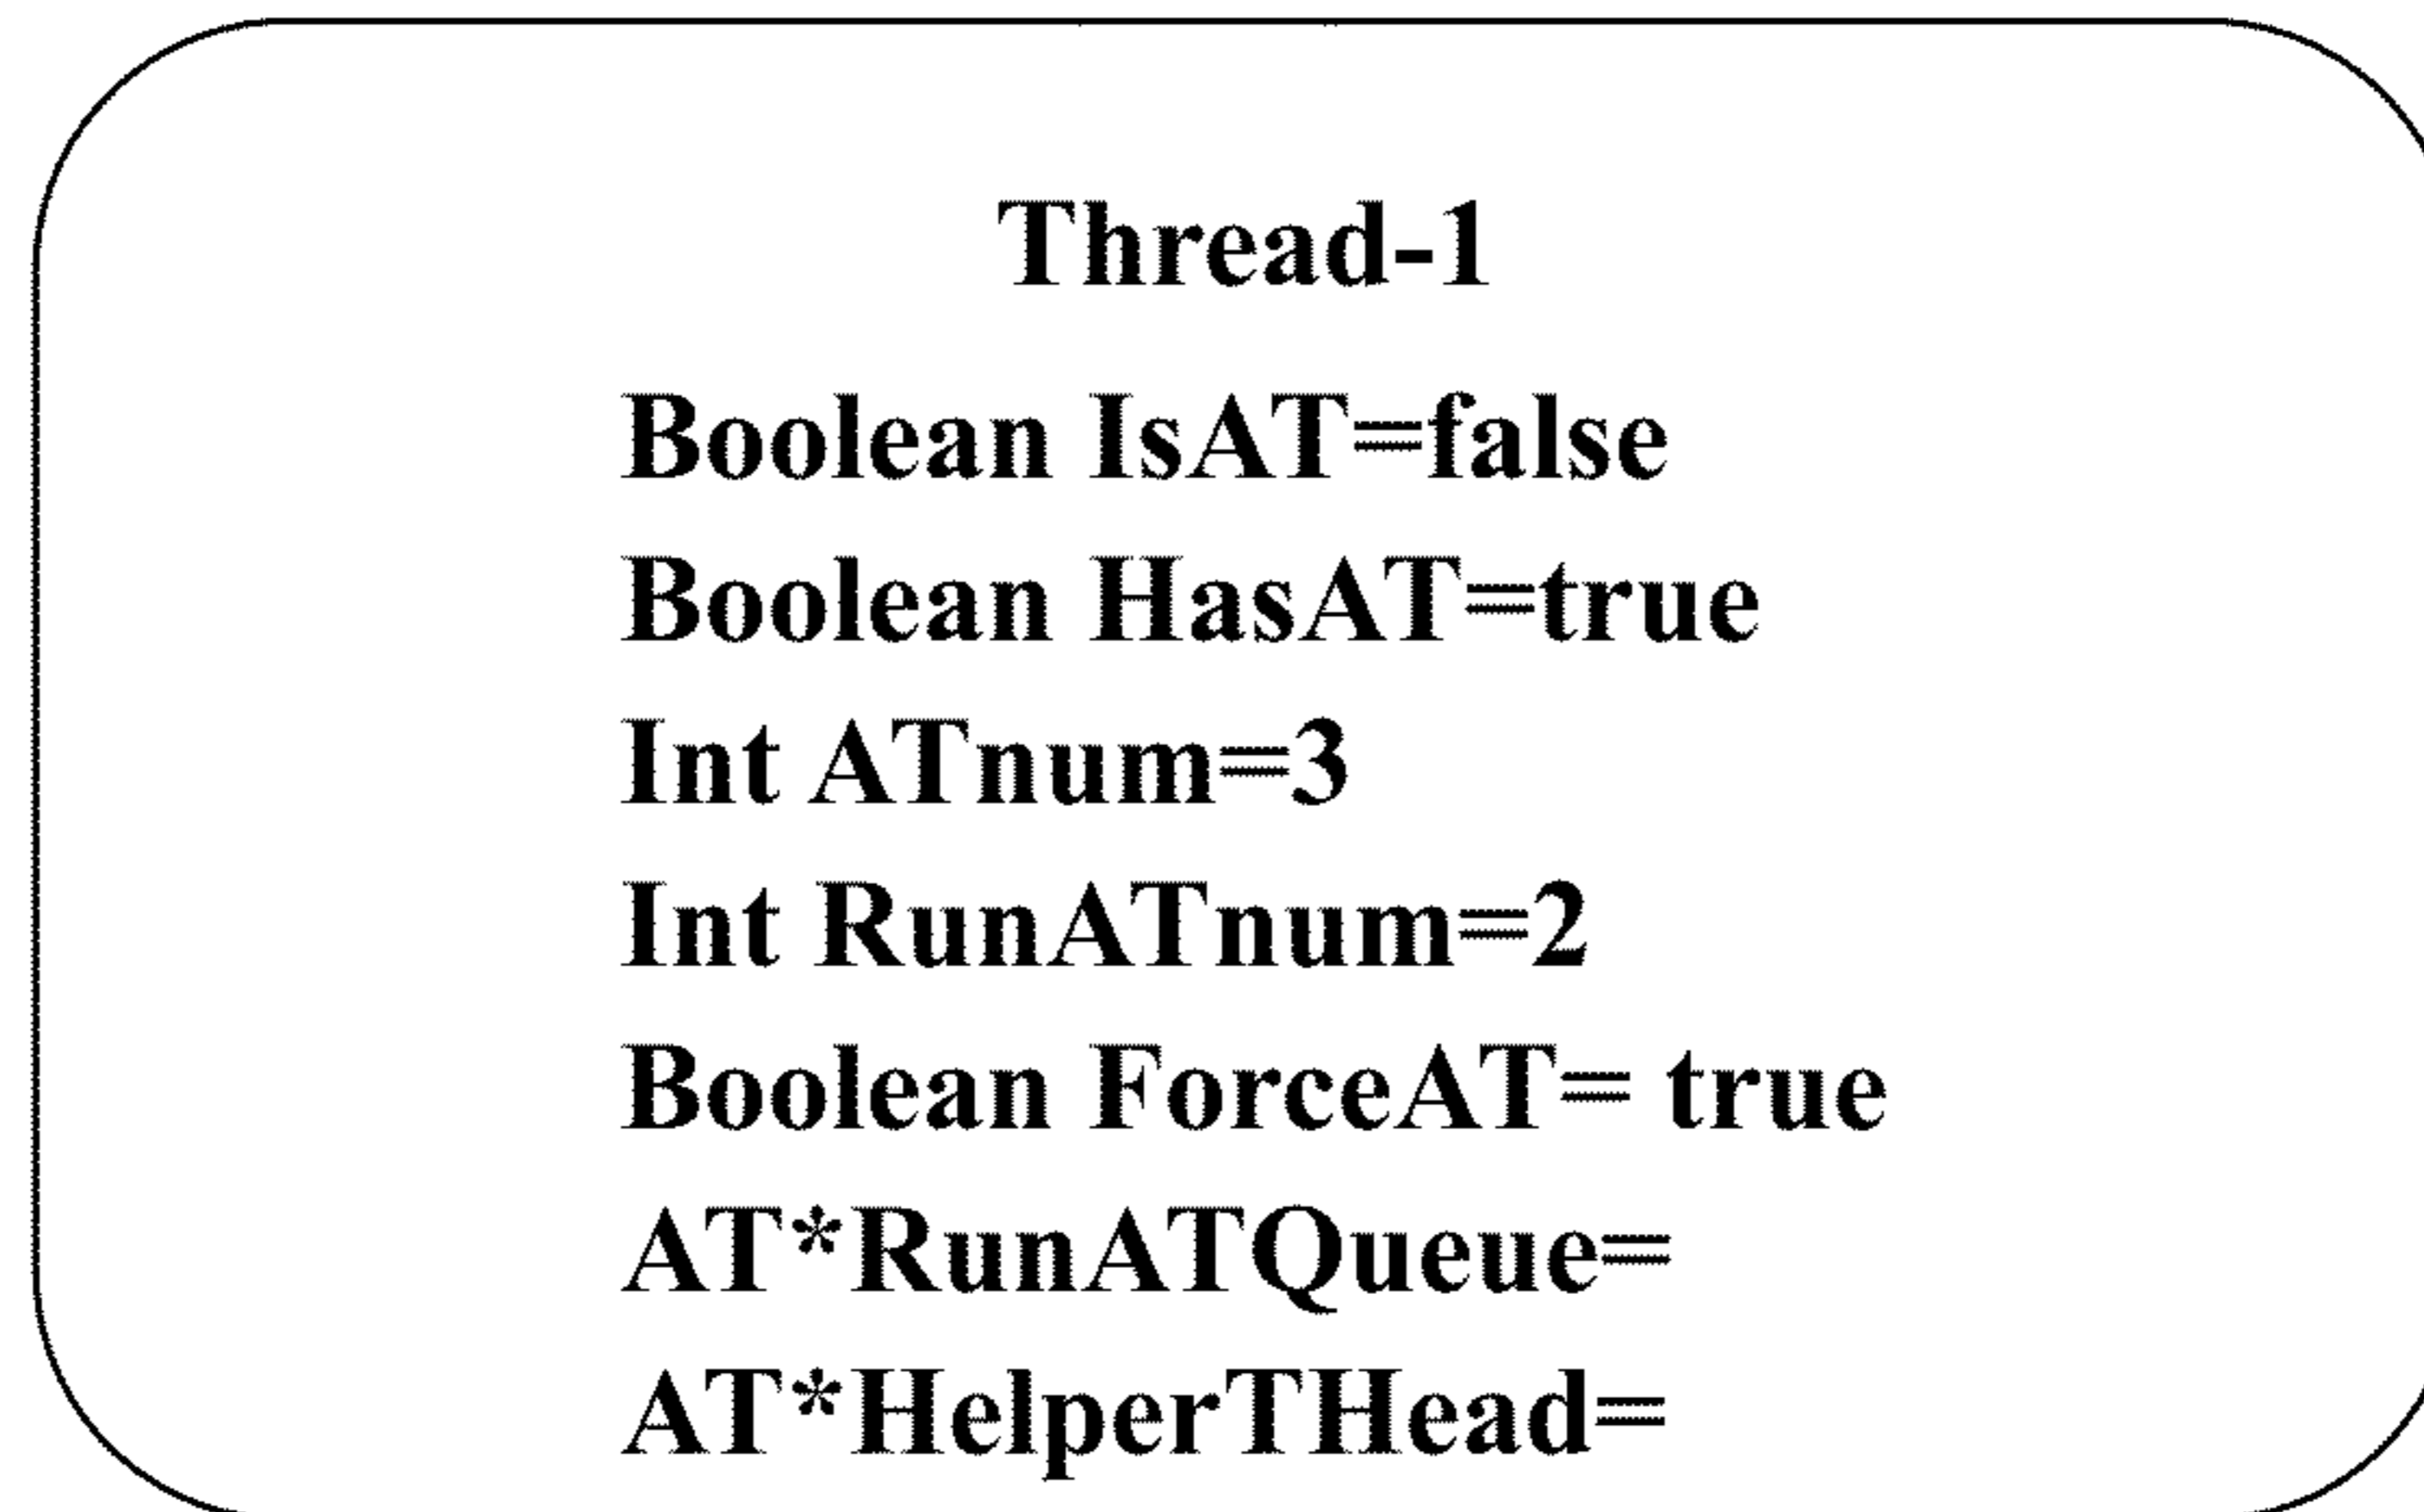 Thread-1
Boolean IsAT=false
Boolean HasAT=true
Int ATnum=3
Int RunATnum=2
Boolean ForceAT= true
AT*RunATQueue=
AT*HelperTHead=